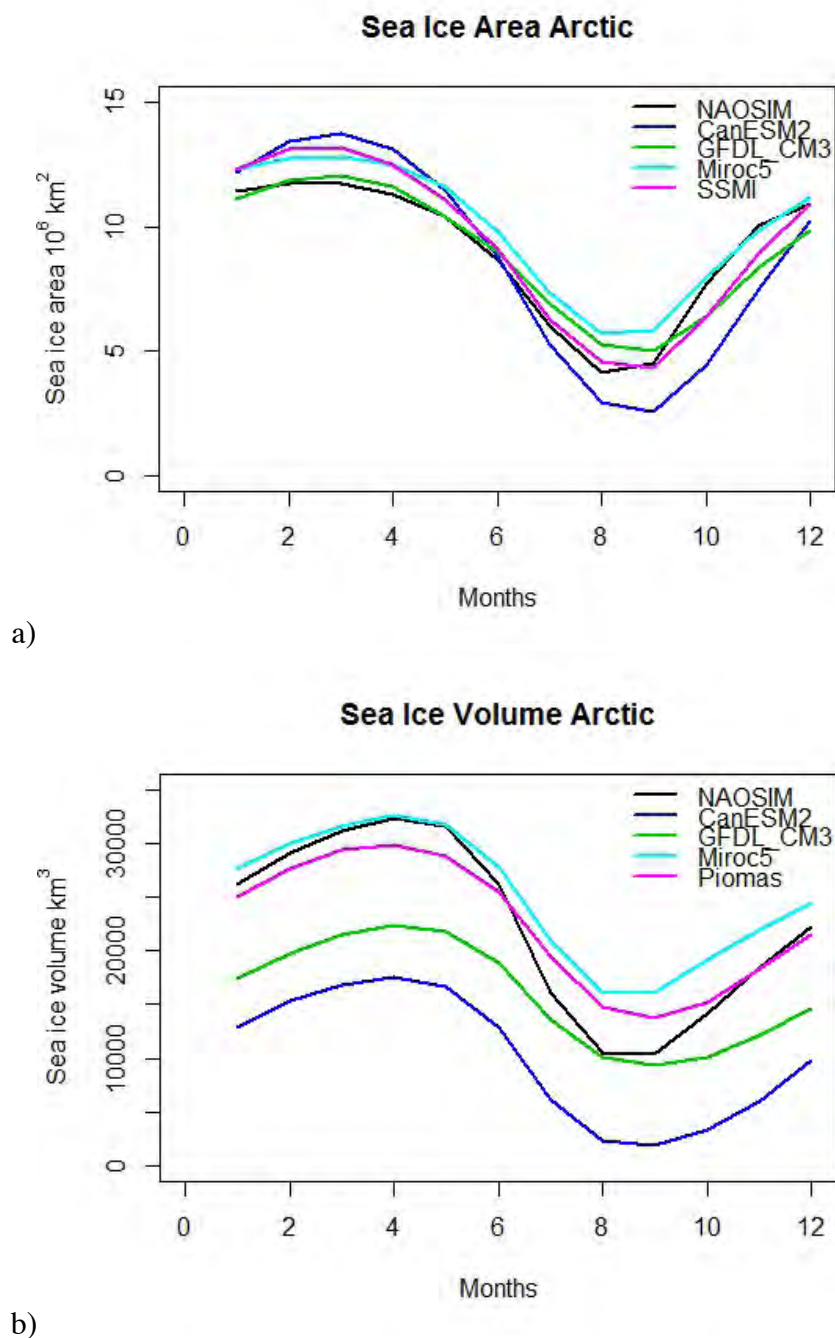 Sea Ice Area Arctic
Sea ice area 10⁶ km²
15
10
5
0
NAOSIM
CanESM2
GFDL_CM3
Miroc5
SSMI
0 2 4 6 8 10 12
Months
a)
Sea Ice Volume Arctic
Sea ice volume km³
30000
20000
10000
0
NAOSIM
CanESM2
GFDL_CM3
Miroc5
Piomas
0 2 4 6 8 10 12
Months
b)